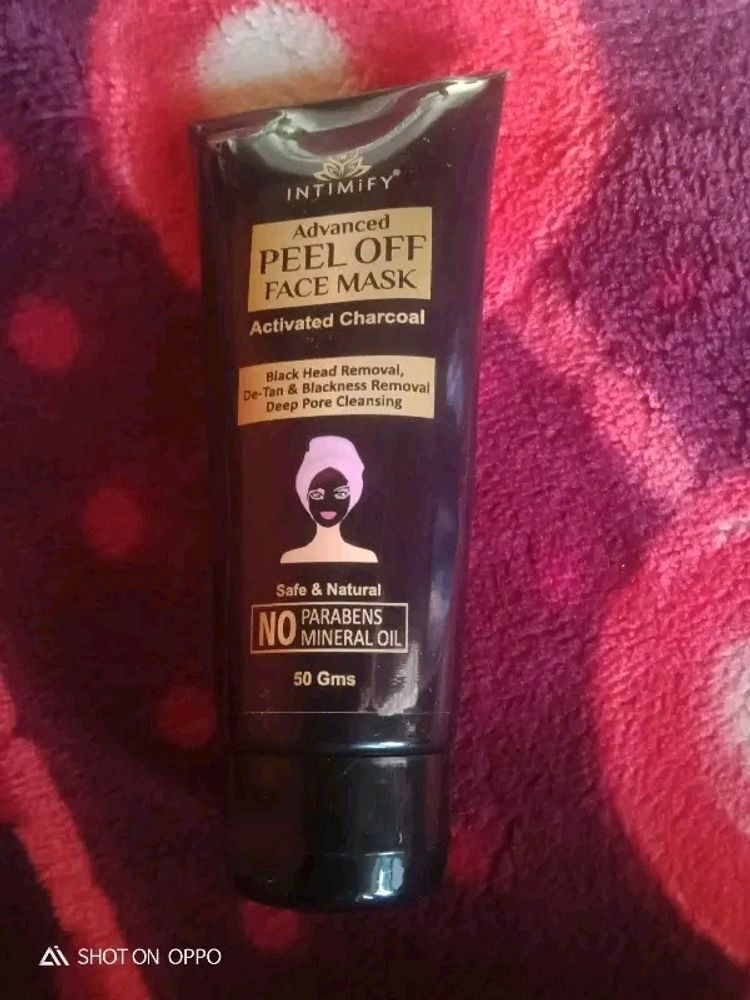 INTIMiFY®
Advanced
PEEL OFF
FACE MASK
Activated Charcoal
Black Head Removal,
De-Tan & Blackness Removal
Deep Pore Cleansing
Safe & Natural
NO PARABENS
MINERAL OIL
50 Gms
SHOT ON OPPO